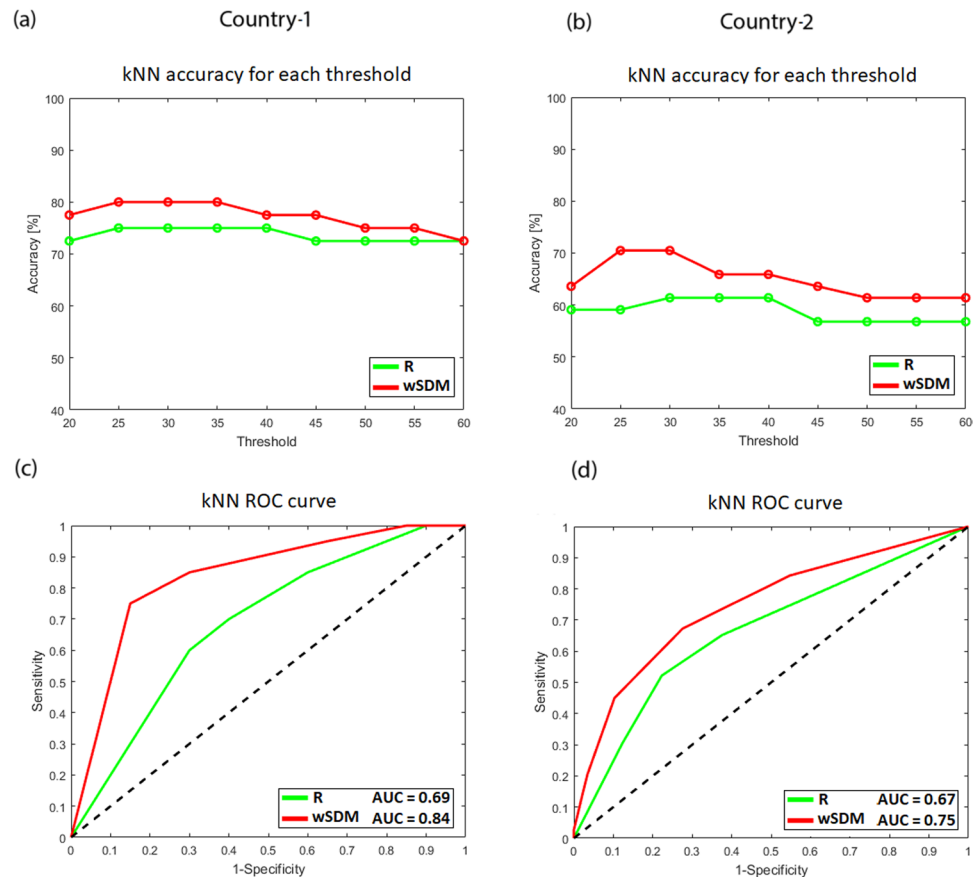 (a)
Country-1
(b)
Country-2
kNN accuracy for each threshold
100
90
80
70
60
50
40
Accuracy [%]
20 25 30 35 40 45 50 55 60
Threshold
R
wSDM
kNN accuracy for each threshold
100
90
80
70
60
50
40
Accuracy [%]
20 25 30 35 40 45 50 55 60
Threshold
R
wSDM
(c)
kNN ROC curve
1
0.9
0.8
0.7
0.6
0.5
0.4
0.3
0.2
0.1
0
Sensitivity
0 0.1 0.2 0.3 0.4 0.5 0.6 0.7 0.8 0.9 1
1-Specificity
R AUC = 0.69
wSDM AUC = 0.84
(d)
kNN ROC curve
1
0.9
0.8
0.7
0.6
0.5
0.4
0.3
0.2
0.1
0
Sensitivity
0 0.1 0.2 0.3 0.4 0.5 0.6 0.7 0.8 0.9 1
1-Specificity
R AUC = 0.67
wSDM AUC = 0.75